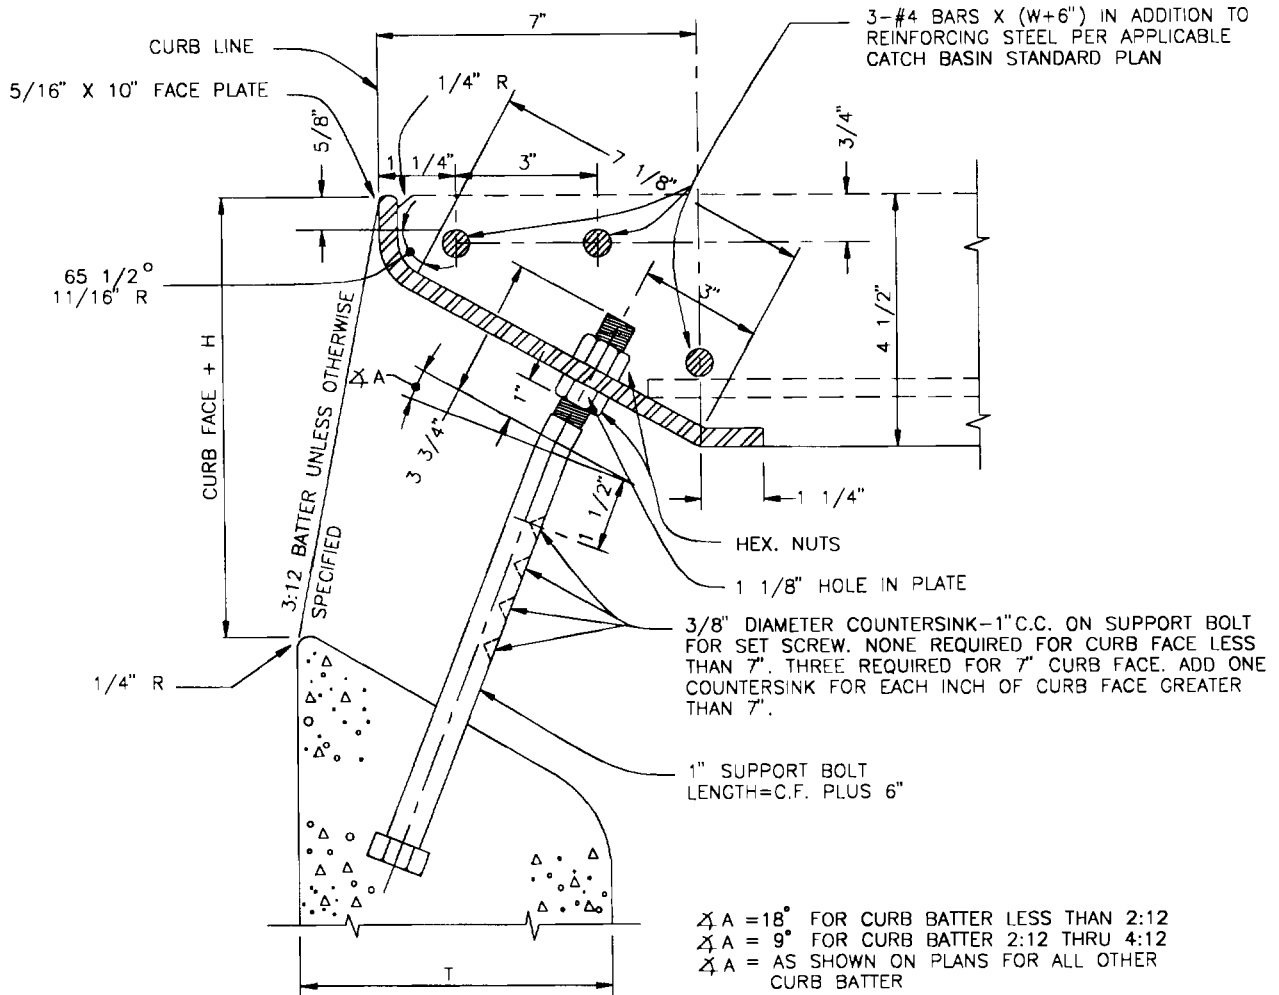 7"
3-#4 BARS X (W+6") IN ADDITION TO
REINFORCING STEEL PER APPLICABLE
CATCH BASIN STANDARD PLAN
CURB LINE
5/16" X 10" FACE PLATE
1/4" R
5/8"
1 1/4"
3"
7 1/8"
3/4"
65 1/2°
11/16" R
3"
4 1/2"
CURB FACE + H
3:12 BATTER UNLESS OTHERWISE
SPECIFIED
∡ A
1"
3 3/4"
1 1/2"
1 1/4"
HEX. NUTS
1 1/8" HOLE IN PLATE
3/8" DIAMETER COUNTERSINK-1"C.C. ON SUPPORT BOLT
FOR SET SCREW. NONE REQUIRED FOR CURB FACE LESS
THAN 7". THREE REQUIRED FOR 7" CURB FACE. ADD ONE
COUNTERSINK FOR EACH INCH OF CURB FACE GREATER
THAN 7".
1/4" R
1" SUPPORT BOLT
LENGTH=C.F. PLUS 6"
∡ A =18° FOR CURB BATTER LESS THAN 2:12
∡ A = 9° FOR CURB BATTER 2:12 THRU 4:12
∡ A = AS SHOWN ON PLANS FOR ALL OTHER
CURB BATTER
T